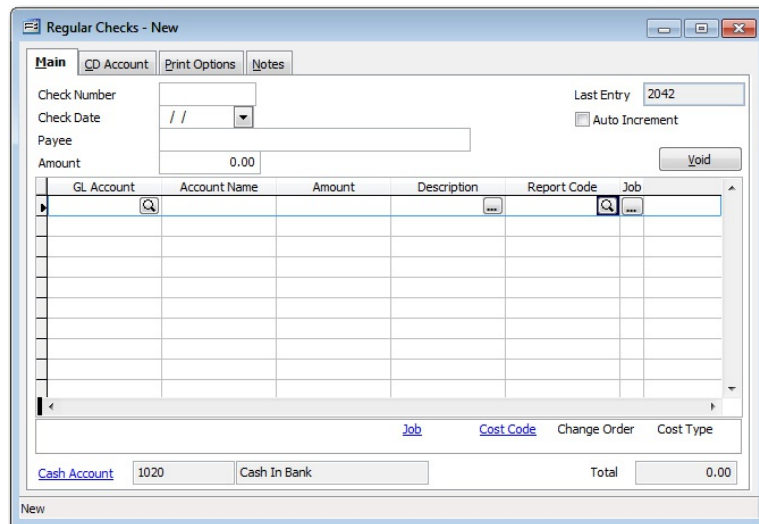 Regular Checks - New
Main CD Account Print Options Notes
Check Number Last Entry 2042
Check Date / / Auto Increment
Payee
Amount 0.00 Void
GL Account Account Name Amount Description Report Code Job
... ...
Job Cost Code Change Order Cost Type
Cash Account 1020 Cash In Bank Total 0.00
New